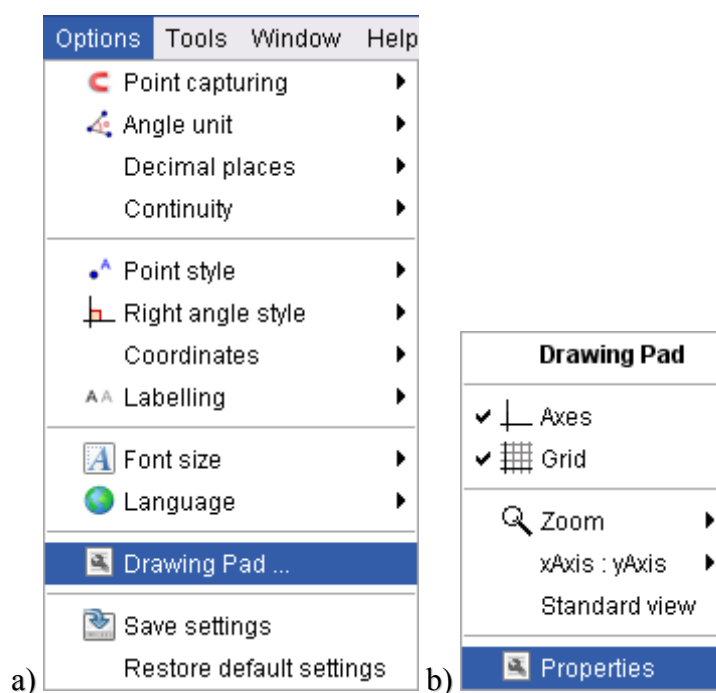 Options Tools Window Help
Point capturing
Angle unit
Decimal places
Continuity
Point style
Right angle style
Coordinates
AA Labelling
Font size
Language
Drawing Pad ...
Save settings
Restore default settings
a)
Drawing Pad
Axes
Grid
Zoom
xAxis : yAxis
Standard view
Properties
b)